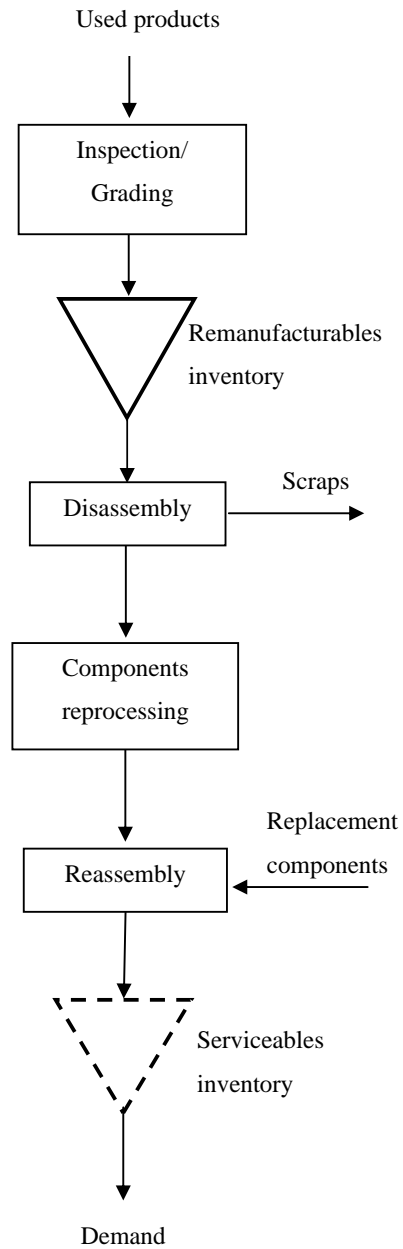 Used products
Inspection/
Grading
Remanufacturables
inventory
Disassembly
Scraps
Components
reprocessing
Replacement
components
Reassembly
Serviceables
inventory
Demand